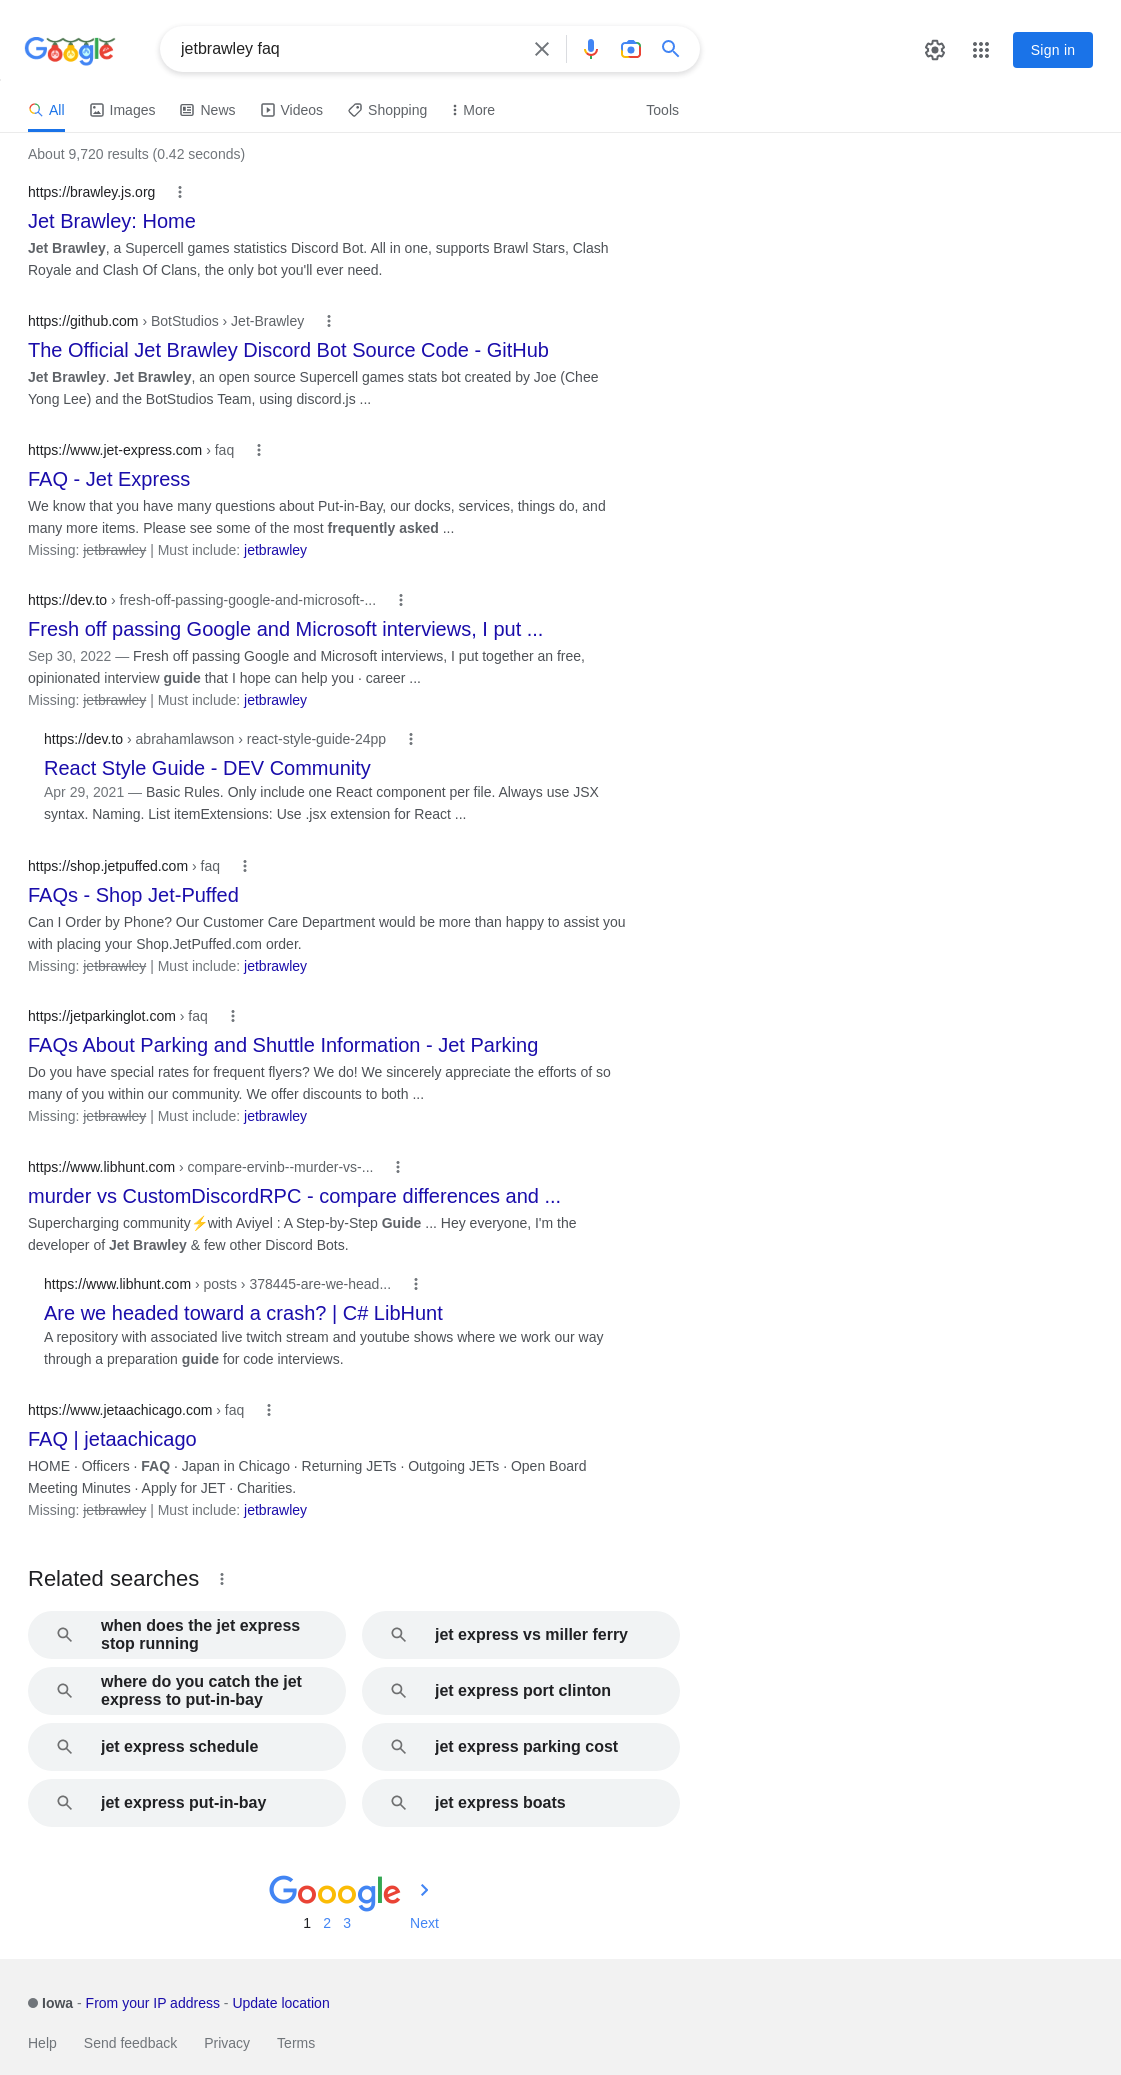 Google
jetbrawley faq
Sign in
All
Images
News
Videos
Shopping
More
Tools
About 9,720 results (0.42 seconds)
https://brawley.js.org
Jet Brawley: Home
Jet Brawley, a Supercell games statistics Discord Bot. All in one, supports Brawl Stars, Clash
Royale and Clash Of Clans, the only bot you'll ever need.
https://github.com › BotStudios › Jet-Brawley
The Official Jet Brawley Discord Bot Source Code - GitHub
Jet Brawley. Jet Brawley, an open source Supercell games stats bot created by Joe (Chee
Yong Lee) and the BotStudios Team, using discord.js ...
https://www.jet-express.com › faq
FAQ - Jet Express
We know that you have many questions about Put-in-Bay, our docks, services, things do, and
many more items. Please see some of the most frequently asked ...
Missing: jetbrawley | Must include: jetbrawley
https://dev.to › fresh-off-passing-google-and-microsoft-...
Fresh off passing Google and Microsoft interviews, I put ...
Sep 30, 2022 — Fresh off passing Google and Microsoft interviews, I put together an free,
opinionated interview guide that I hope can help you · career ...
Missing: jetbrawley | Must include: jetbrawley
https://dev.to › abrahamlawson › react-style-guide-24pp
React Style Guide - DEV Community
Apr 29, 2021 — Basic Rules. Only include one React component per file. Always use JSX
syntax. Naming. List itemExtensions: Use .jsx extension for React ...
https://shop.jetpuffed.com › faq
FAQs - Shop Jet-Puffed
Can I Order by Phone? Our Customer Care Department would be more than happy to assist you
with placing your Shop.JetPuffed.com order.
Missing: jetbrawley | Must include: jetbrawley
https://jetparkinglot.com › faq
FAQs About Parking and Shuttle Information - Jet Parking
Do you have special rates for frequent flyers? We do! We sincerely appreciate the efforts of so
many of you within our community. We offer discounts to both ...
Missing: jetbrawley | Must include: jetbrawley
https://www.libhunt.com › compare-ervinb--murder-vs-...
murder vs CustomDiscordRPC - compare differences and ...
Supercharging community⚡with Aviyel : A Step-by-Step Guide ... Hey everyone, I'm the
developer of Jet Brawley & few other Discord Bots.
https://www.libhunt.com › posts › 378445-are-we-head...
Are we headed toward a crash? | C# LibHunt
A repository with associated live twitch stream and youtube shows where we work our way
through a preparation guide for code interviews.
https://www.jetaachicago.com › faq
FAQ | jetaachicago
HOME · Officers · FAQ · Japan in Chicago · Returning JETs · Outgoing JETs · Open Board
Meeting Minutes · Apply for JET · Charities.
Missing: jetbrawley | Must include: jetbrawley
Related searches
when does the jet express
stop running
jet express vs miller ferry
where do you catch the jet
express to put-in-bay
jet express port clinton
jet express schedule
jet express parking cost
jet express put-in-bay
jet express boats
Gooogle
1 2 3 Next
Iowa - From your IP address - Update location
Help
Send feedback
Privacy
Terms